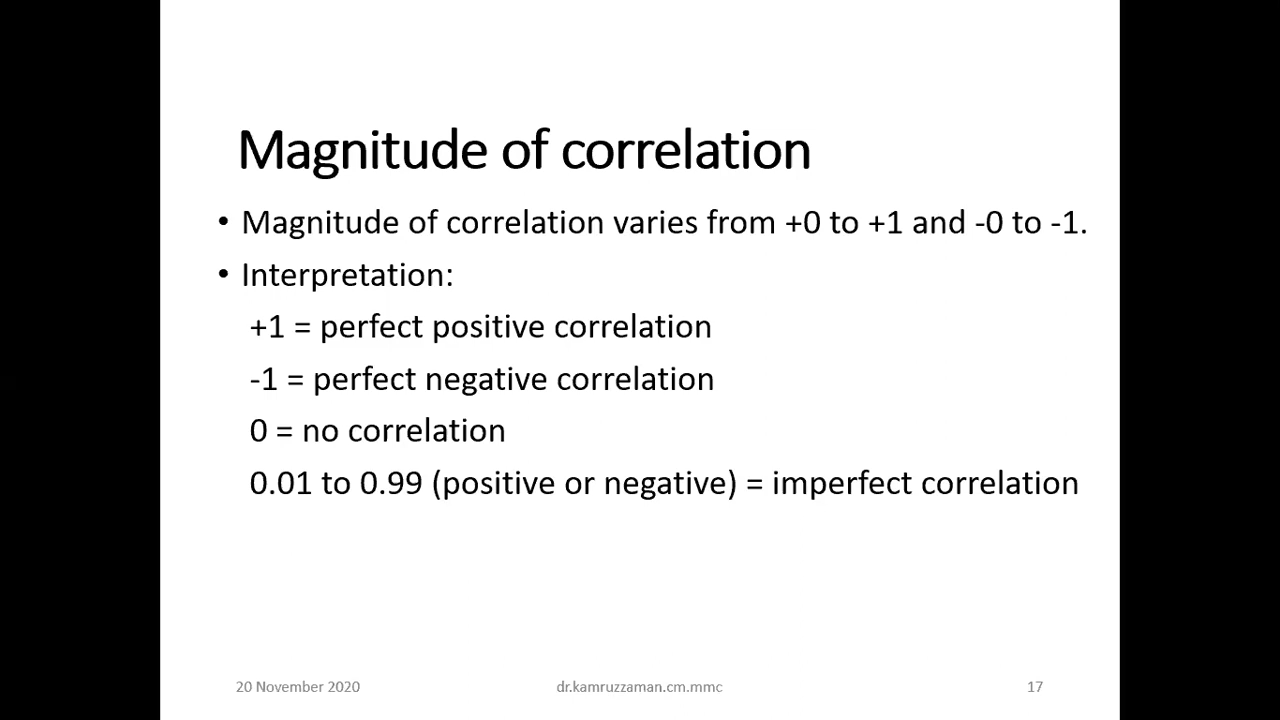 Magnitude of correlation
• Magnitude of correlation varies from +0 to +1 and -0 to -1.
• Interpretation:
+1 = perfect positive correlation
-1 = perfect negative correlation
0 = no correlation
0.01 to 0.99 (positive or negative) = imperfect correlation
20 November 2020
dr.kamruzzaman.cm.mmc
17